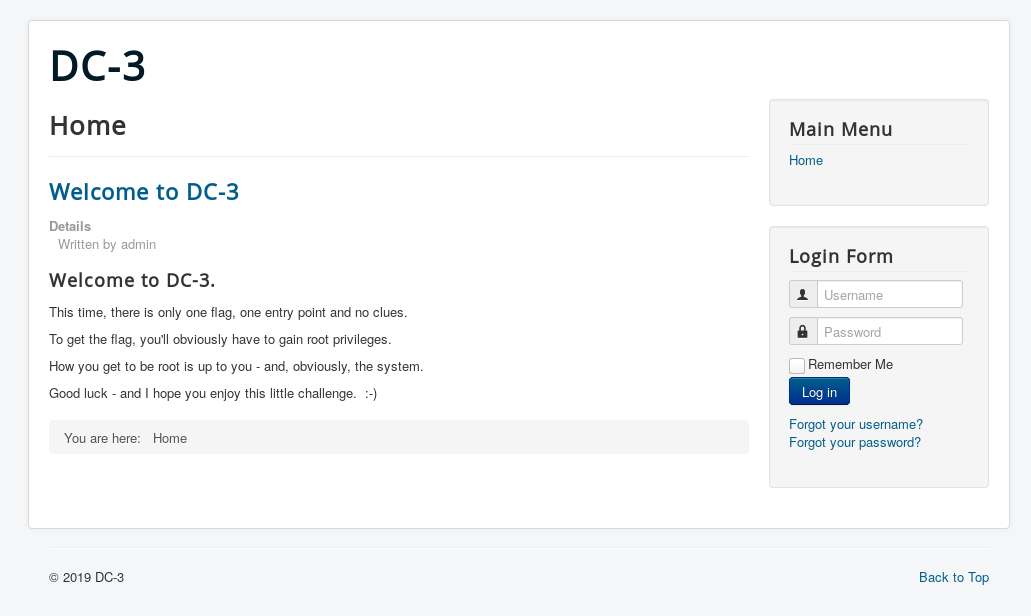 DC-3
Home
Welcome to DC-3
Details
Written by admin
Welcome to DC-3.
This time, there is only one flag, one entry point and no clues.
To get the flag, you'll obviously have to gain root privileges.
How you get to be root is up to you - and, obviously, the system.
Good luck - and I hope you enjoy this little challenge.  :-)
You are here:   Home
Main Menu
Home
Login Form
Username
Password
Remember Me
Log in
Forgot your username?
Forgot your password?
© 2019 DC-3
Back to Top